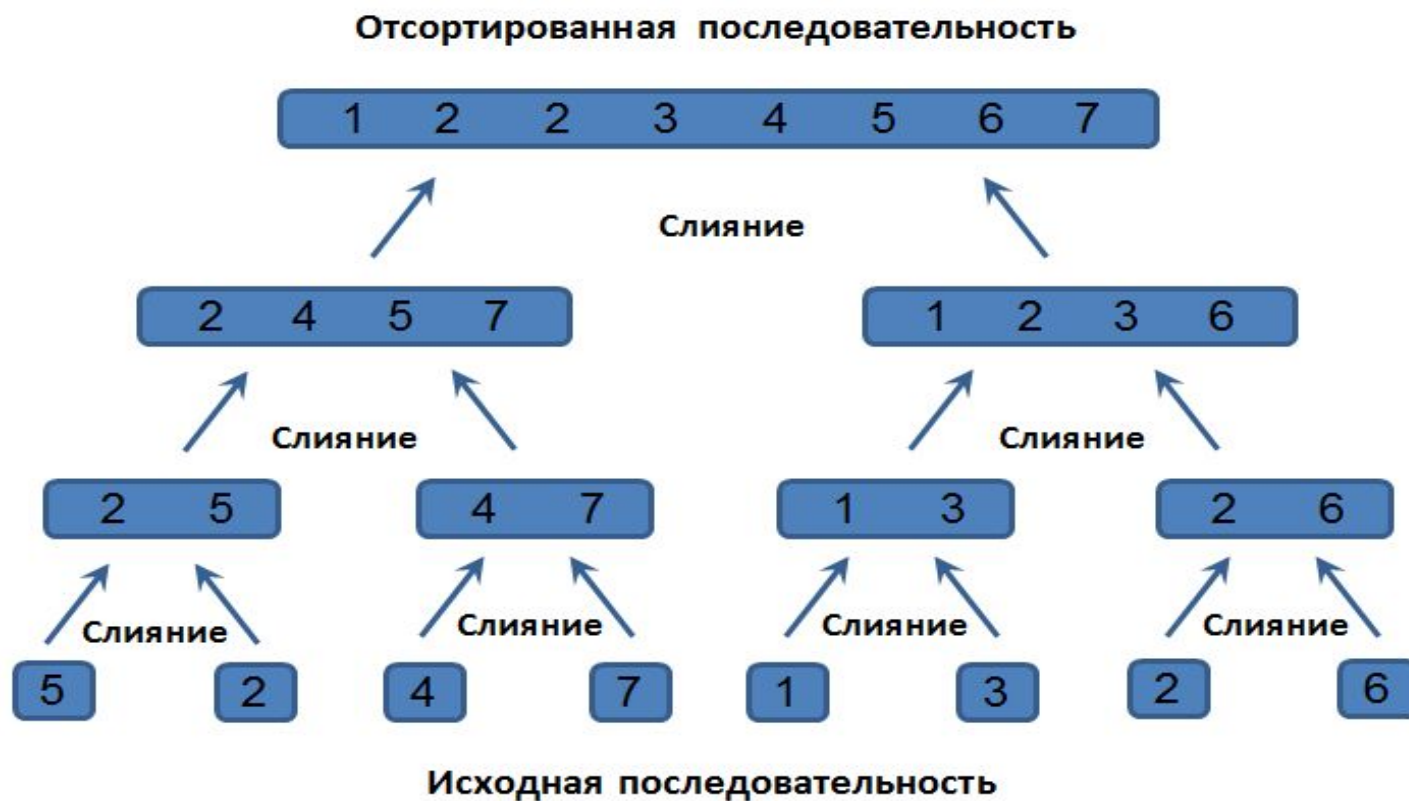 Отсортированная последовательность
1 2 2 3 4 5 6 7
Слияние
2 4 5 7
1 2 3 6
Слияние
Слияние
2 5
4 7
1 3
2 6
Слияние
Слияние
Слияние
Слияние
5
2
4
7
1
3
2
6
Исходная последовательность